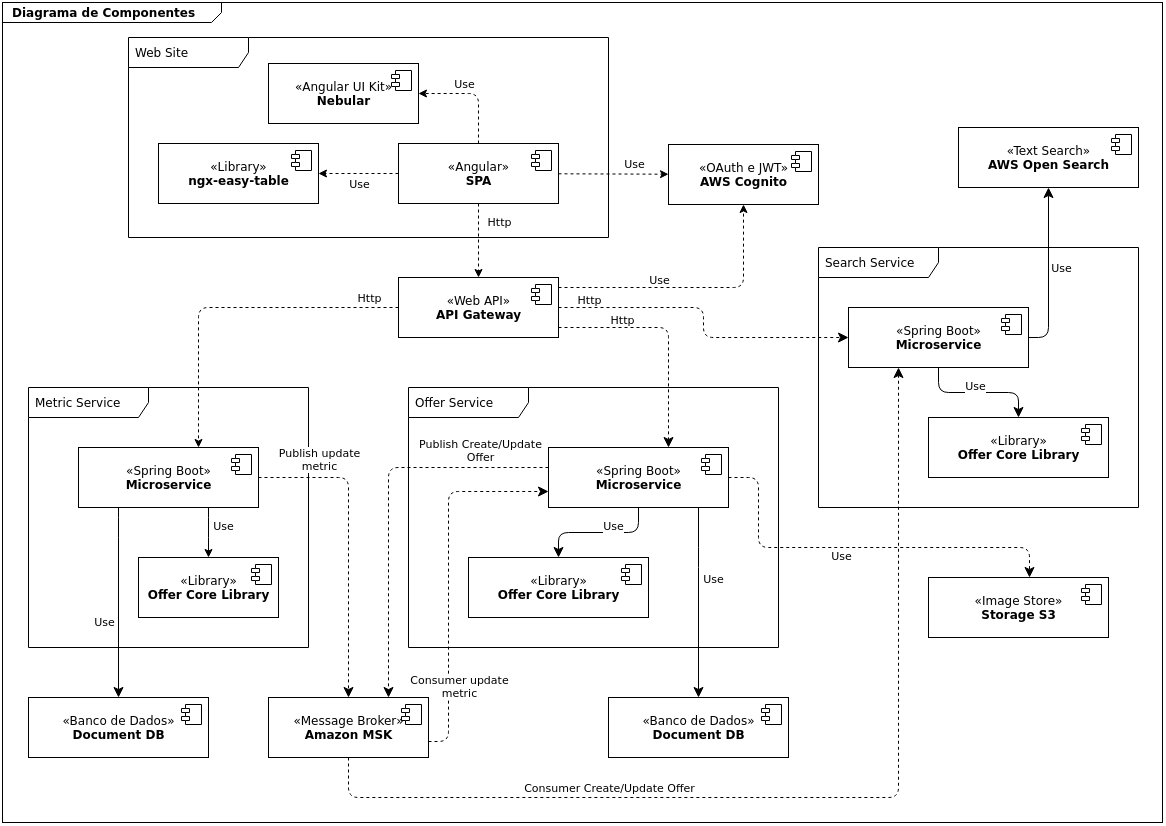 Diagrama de Componentes
Web Site
«Angular UI Kit»
Nebular
Use
«Library»
ngx-easy-table
Use
«Angular»
SPA
Use
«OAuth e JWT»
AWS Cognito
«Text Search»
AWS Open Search
Http
«Web API»
API Gateway
Use
Http
Http
Http
Search Service
Use
«Spring Boot»
Microservice
Use
«Library»
Offer Core Library
Metric Service
«Spring Boot»
Microservice
Publish update
metric
Use
«Library»
Offer Core Library
Use
Offer Service
Publish Create/Update
Offer
«Spring Boot»
Microservice
Use
«Library»
Offer Core Library
Use
Use
«Image Store»
Storage S3
Consumer update
metric
«Banco de Dados»
Document DB
«Message Broker»
Amazon MSK
«Banco de Dados»
Document DB
Consumer Create/Update Offer